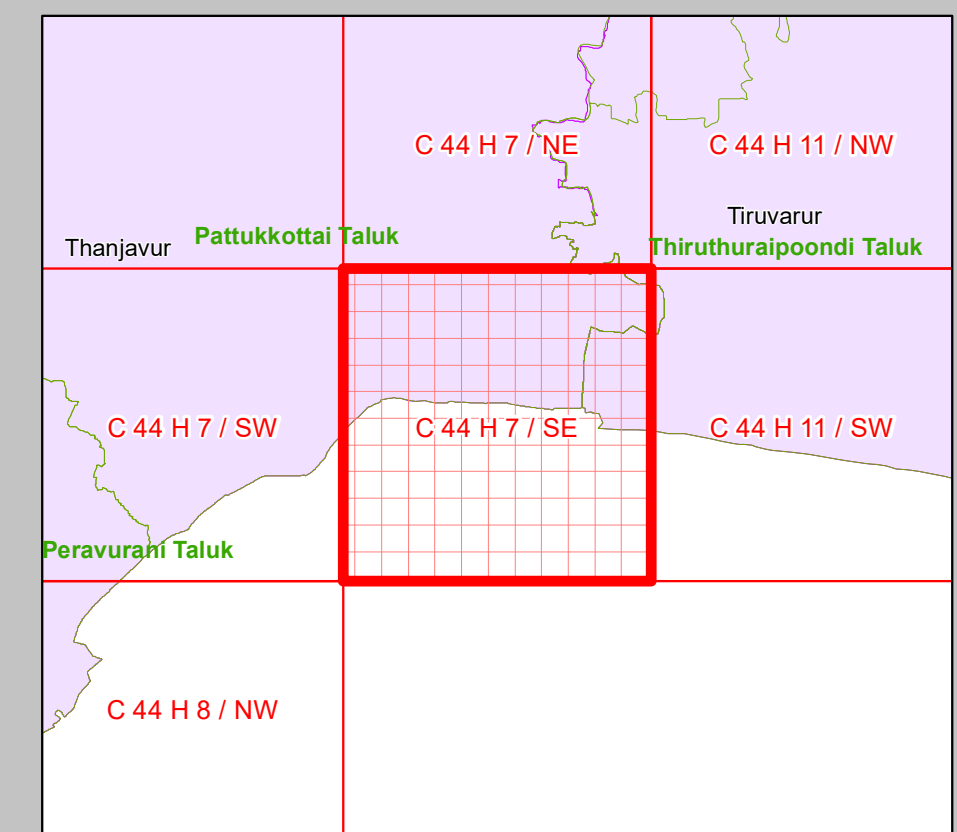 C 44 H 7 / NE
C 44 H 11 / NW
Tiruvarur
Pattukkottai Taluk
Thanjavur
Thiruthuraipoondi Taluk
C 44 H 7 / SW
C 44 H 7 / SE
C 44 H 11 / SW
Peravurani Taluk
C 44 H 8 / NW